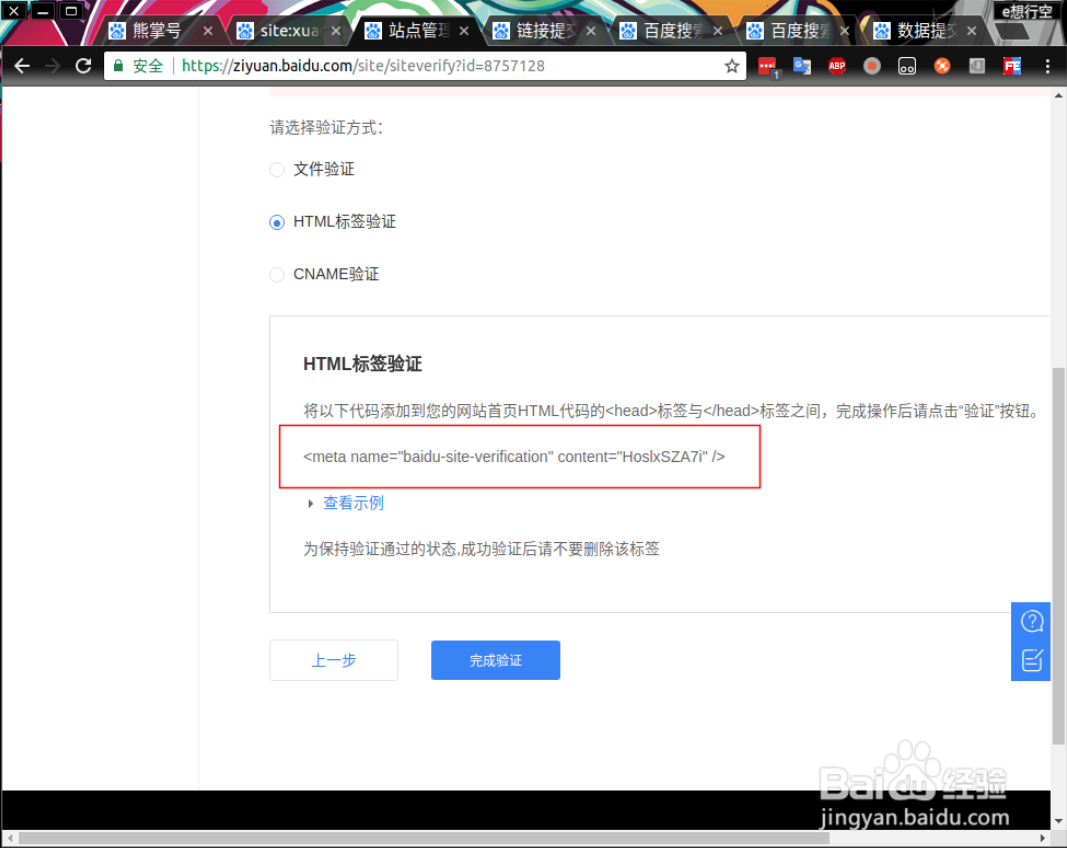 e想行空
熊掌号
site:xua
站点管理
链接提交
百度搜索
百度搜索
数据提交
安全
https://ziyuan.baidu.com/site/siteverify?id=8757128
1
ABP
FE
请选择验证方式:
文件验证
HTML标签验证
CNAME验证
HTML标签验证
将以下代码添加到您的网站首页HTML代码的<head>标签与</head>标签之间，完成操作后请点击“验证”按钮。
<meta name="baidu-site-verification" content="HoslxSZA7i" />
查看示例
为保持验证通过的状态,成功验证后请不要删除该标签
上一步
完成验证
Baidu经验
jingyan.baidu.com